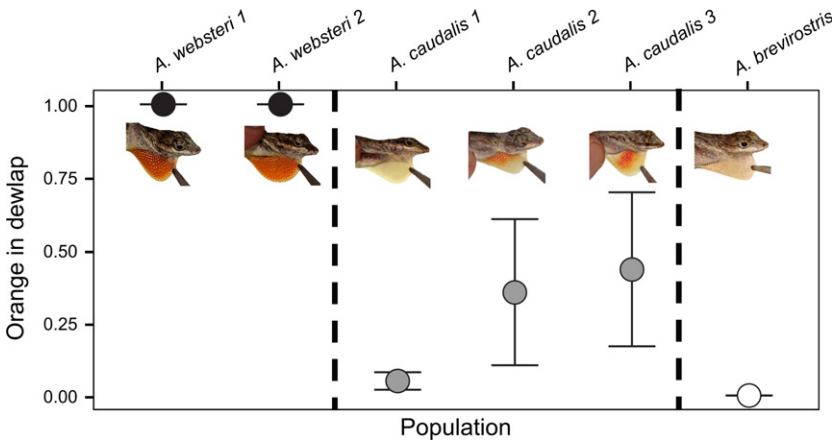 A. websteri 1
A. websteri 2
A. caudalis 1
A. caudalis 2
A. caudalis 3
A. brevirostris
Orange in dewlap
1.00
0.75
0.50
0.25
0.00
Population